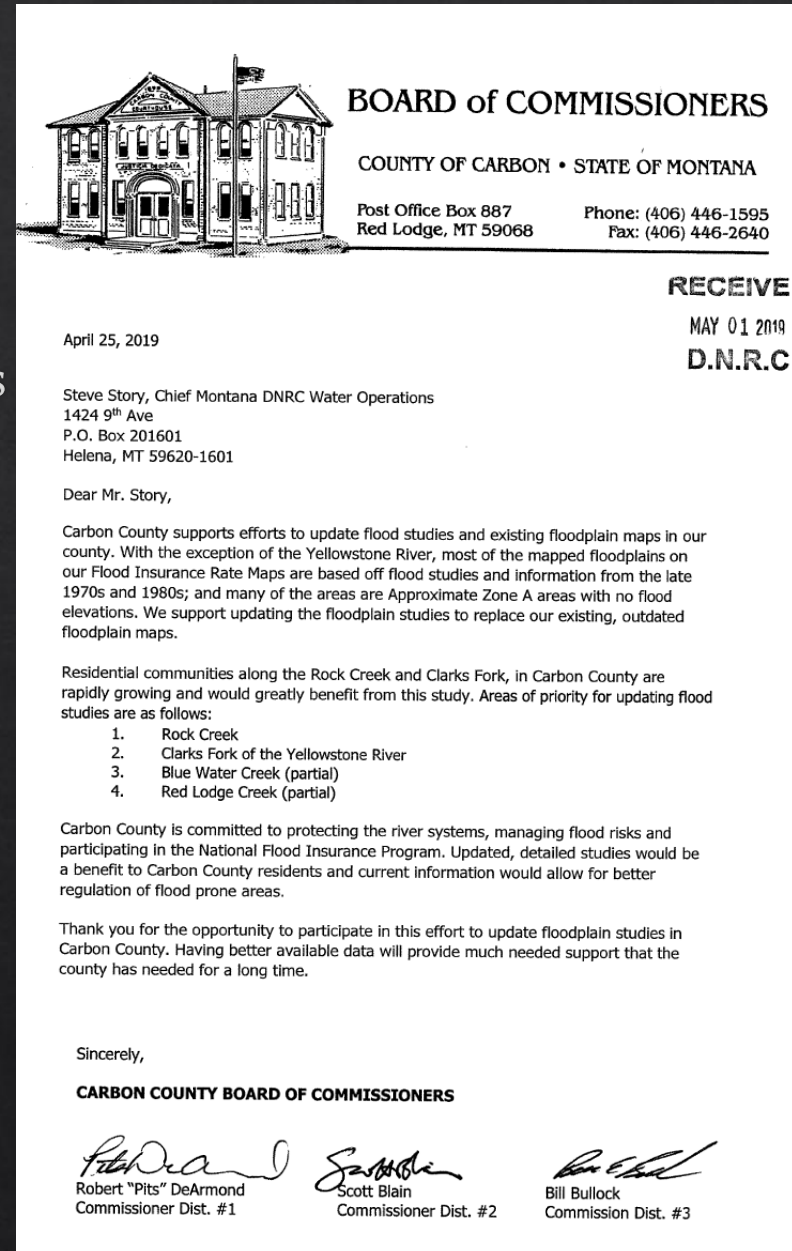 CARBON COUNTY
COURTHOUSE
BOARD of COMMISSIONERS
COUNTY OF CARBON • STATE OF MONTANA
Post Office Box 887 Phone: (406) 446-1595
Red Lodge, MT 59068 Fax: (406) 446-2640
RECEIVE
MAY 01 2019
D.N.R.C
April 25, 2019
s
Steve Story, Chief Montana DNRC Water Operations
1424 9th Ave
P.O. Box 201601
Helena, MT 59620-1601
Dear Mr. Story,
Carbon County supports efforts to update flood studies and existing floodplain maps in our
county. With the exception of the Yellowstone River, most of the mapped floodplains on
our Flood Insurance Rate Maps are based off flood studies and information from the late
1970s and 1980s; and many of the areas are Approximate Zone A areas with no flood
elevations. We support updating the floodplain studies to replace our existing, outdated
floodplain maps.
Residential communities along the Rock Creek and Clarks Fork, in Carbon County are
rapidly growing and would greatly benefit from this study. Areas of priority for updating flood
studies are as follows:
1. Rock Creek
2. Clarks Fork of the Yellowstone River
3. Blue Water Creek (partial)
4. Red Lodge Creek (partial)
Carbon County is committed to protecting the river systems, managing flood risks and
participating in the National Flood Insurance Program. Updated, detailed studies would be
a benefit to Carbon County residents and current information would allow for better
regulation of flood prone areas.
Thank you for the opportunity to participate in this effort to update floodplain studies in
Carbon County. Having better available data will provide much needed support that the
county has needed for a long time.
Sincerely,
CARBON COUNTY BOARD OF COMMISSIONERS
Robert "Pits" DeArmond Scott Blain Bill Bullock
Commissioner Dist. #1 Commissioner Dist. #2 Commission Dist. #3